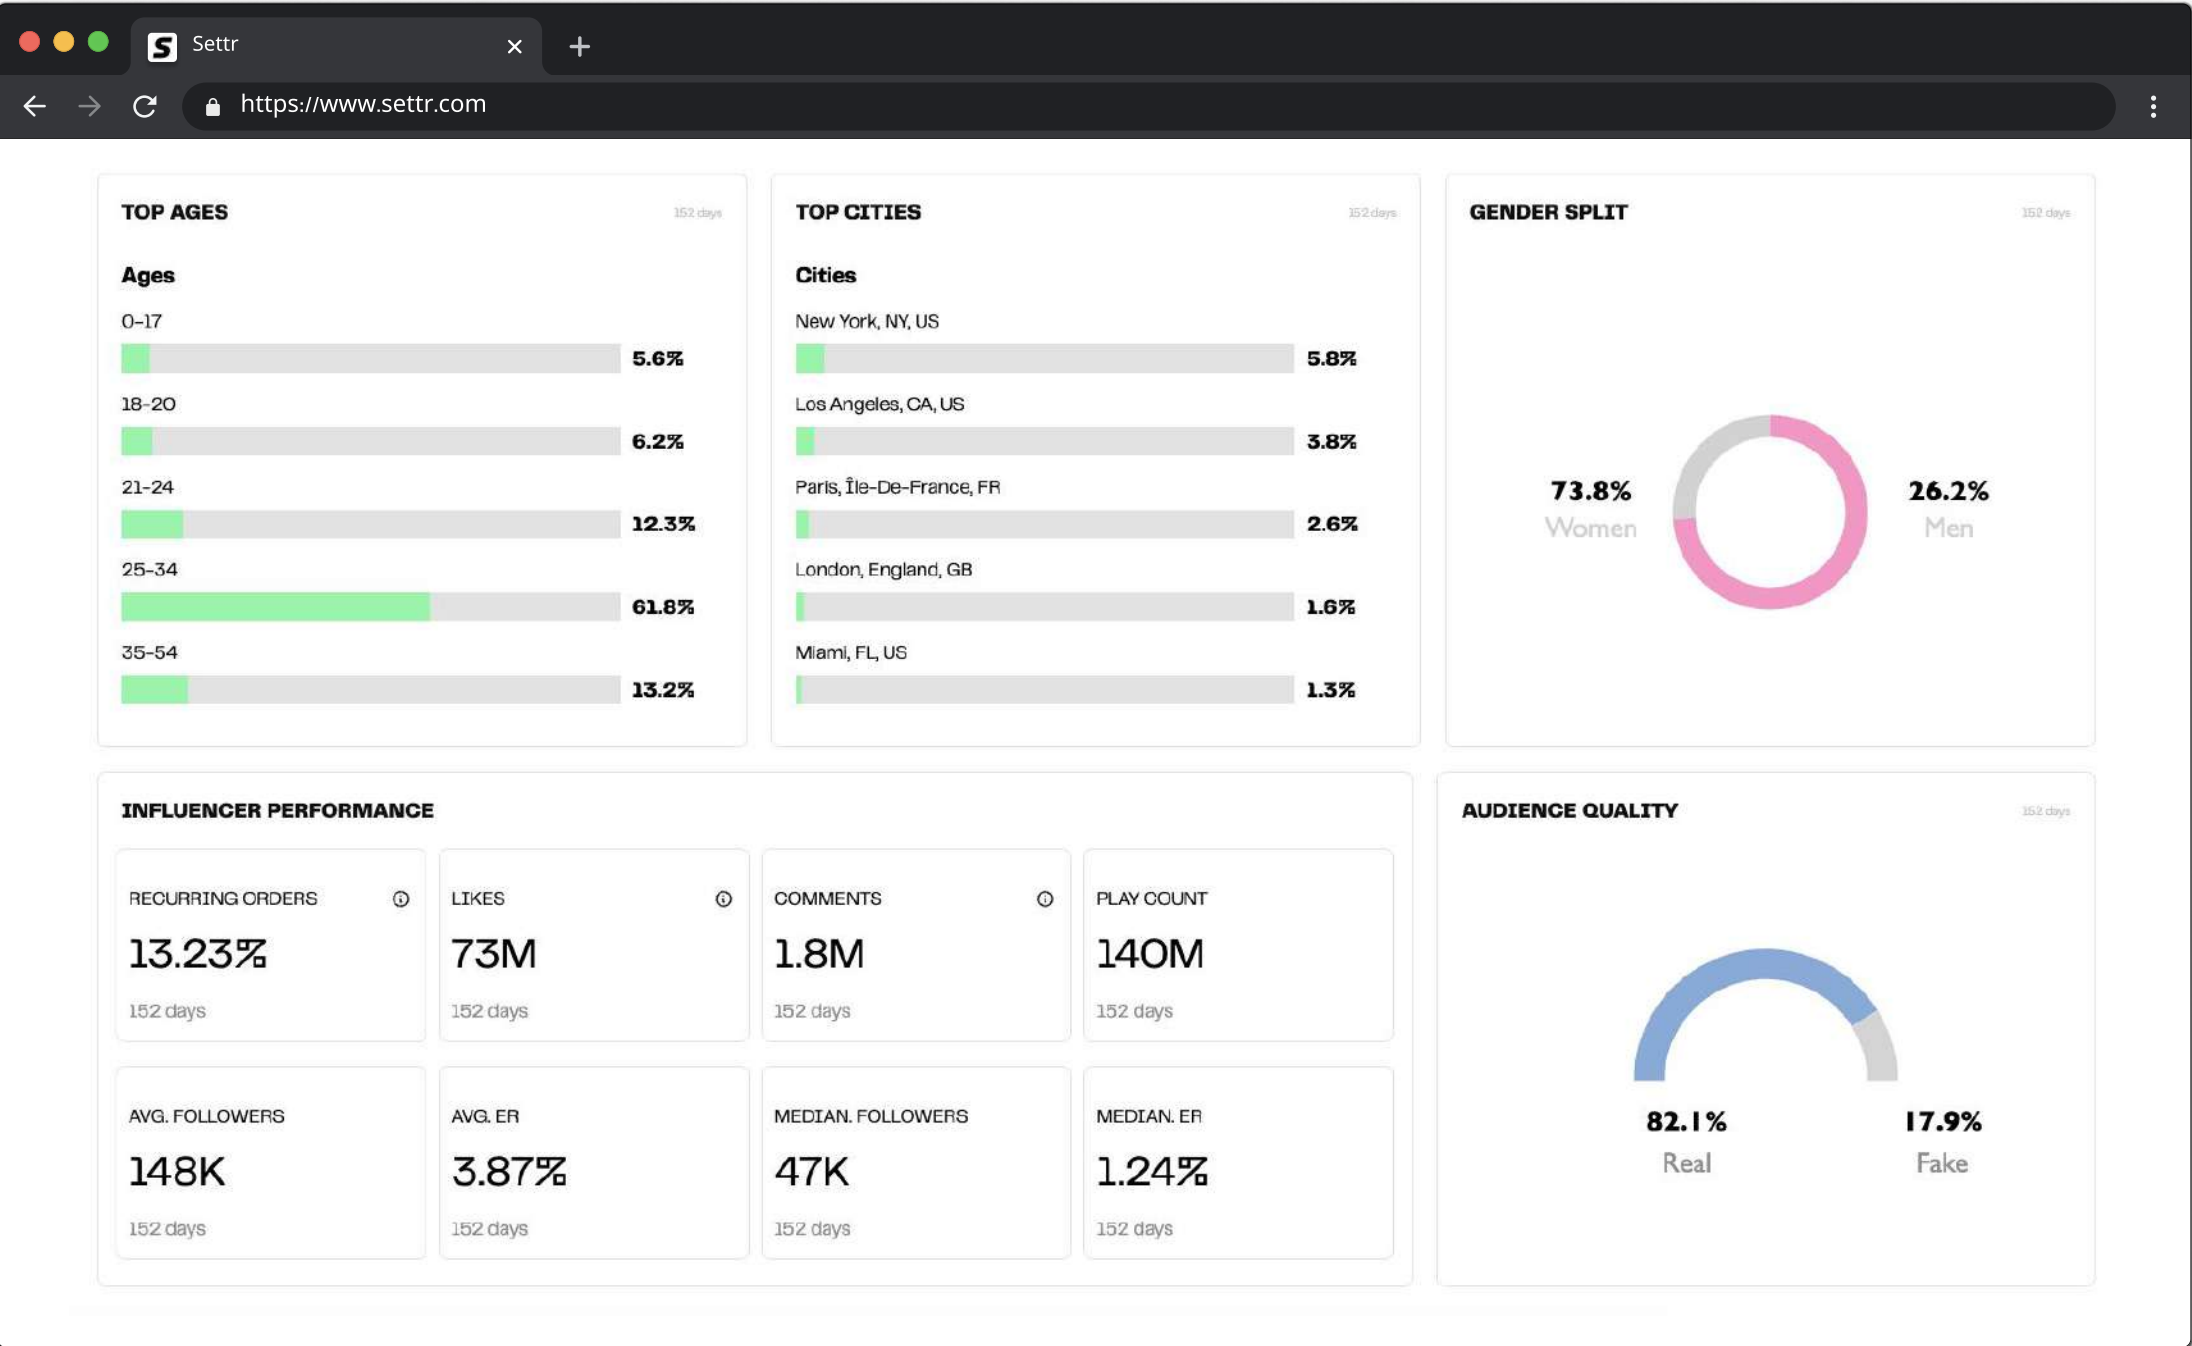 Settr
https://www.settr.com
TOP AGES
152 days
Ages
0-17
5.6%
18-20
6.2%
21-24
12.3%
25-34
61.8%
35-54
13.2%
TOP CITIES
152 days
Cities
New York, NY, US
5.8%
Los Angeles, CA, US
3.8%
Paris, Île-De-France, FR
2.6%
London, England, GB
1.6%
Miami, FL, US
1.3%
GENDER SPLIT
152 days
73.8%
Women
26.2%
Men
INFLUENCER PERFORMANCE
RECURRING ORDERS
13.23%
152 days
LIKES
73M
152 days
COMMENTS
1.8M
152 days
PLAY COUNT
140M
152 days
AVG. FOLLOWERS
148K
152 days
AVG. ER
3.87%
152 days
MEDIAN. FOLLOWERS
47K
152 days
MEDIAN. ER
1.24%
152 days
AUDIENCE QUALITY
152 days
82.1%
Real
17.9%
Fake